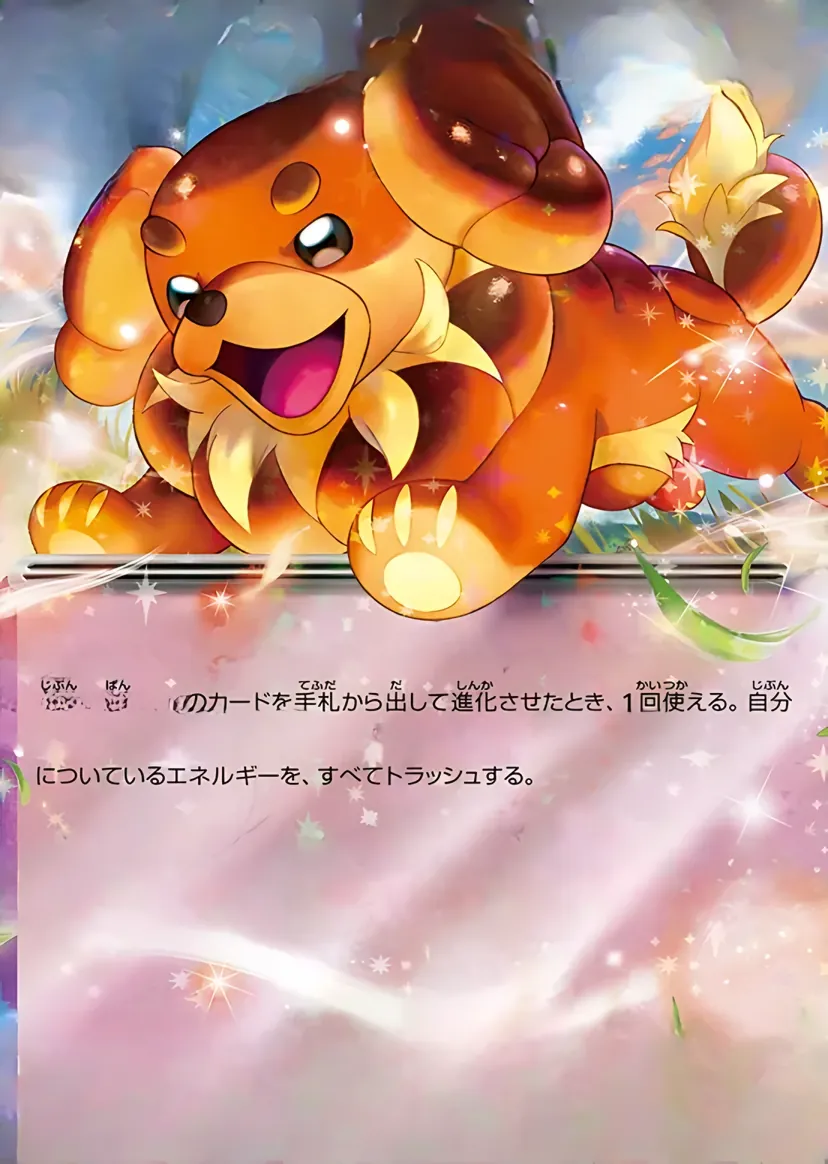 のカードを手札から出して進化させたとき、1回使える。自分
についているエネルギーを、すべてトラッシュする。